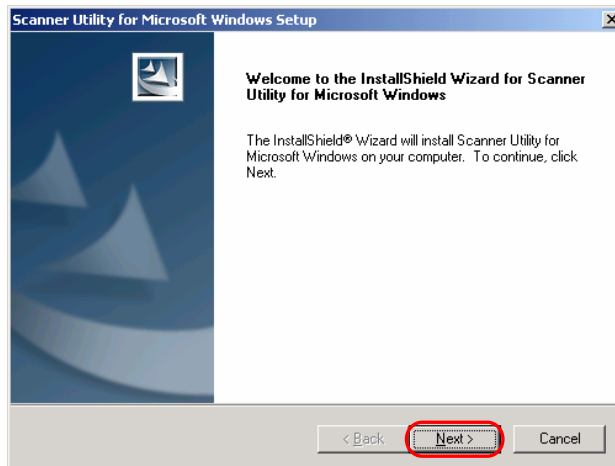 Scanner Utility for Microsoft Windows Setup
Welcome to the InstallShield Wizard for Scanner
Utility for Microsoft Windows
The InstallShield® Wizard will install Scanner Utility for
Microsoft Windows on your computer. To continue, click
Next.
< Back
Next >
Cancel